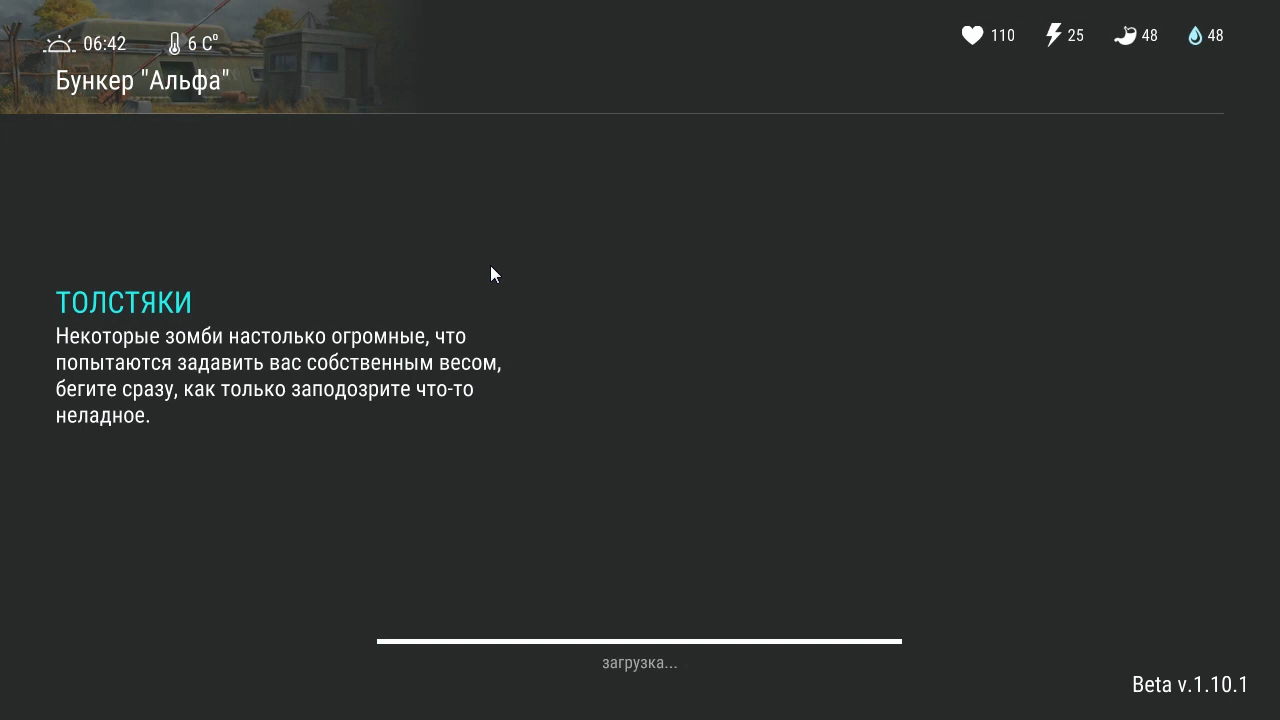 06:42 6 Cº
110 25 48 48
Бункер "Альфа"
ТОЛСТЯКИ
Некоторые зомби настолько огромные, что
попытаются задавить вас собственным весом,
бегите сразу, как только заподозрите что-то
неладное.
загрузка...
Beta v.1.10.1